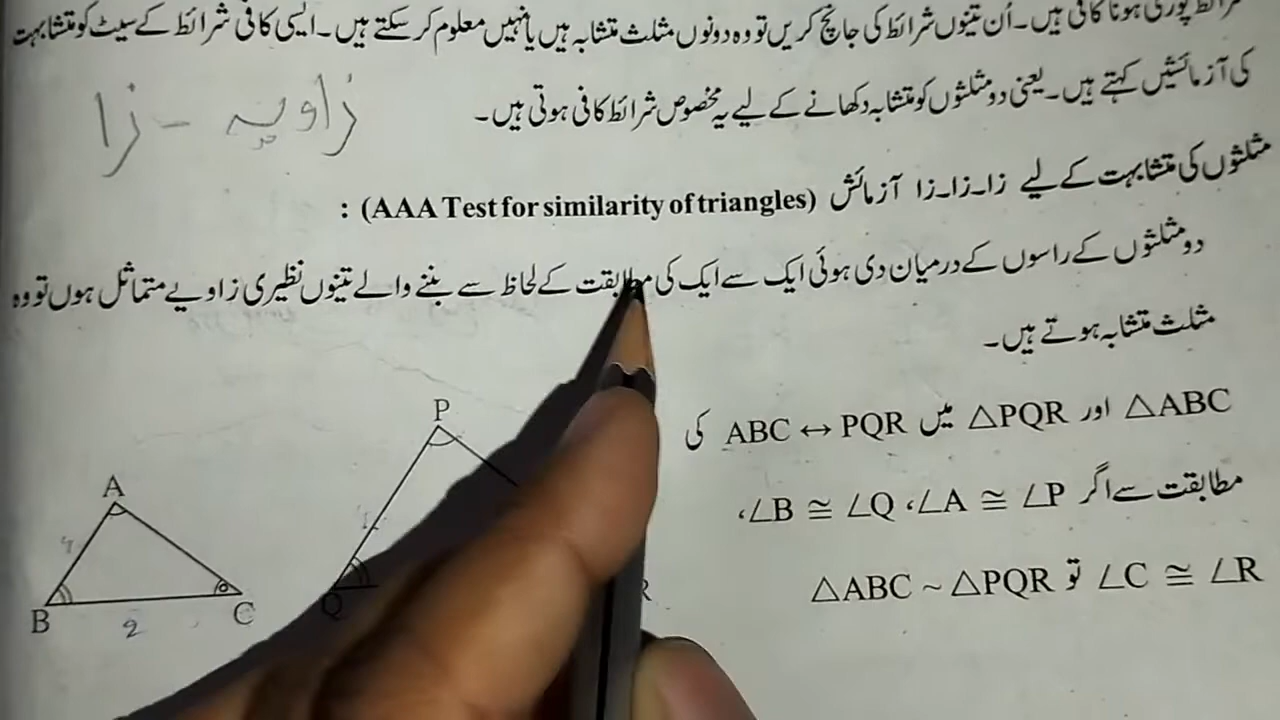 پوری ہونا کافی ہیں۔ اُن تینوں شرائط کی جانچ کریں تو وہ دونوں مثلث متشابہ ہیں یا نہیں معلوم کر سکتے ہیں۔ ایسی کافی شرائط کے سیٹ کو متشابہت
کی آزمائشیں کہتے ہیں۔ یعنی دو مثلثوں کو متشابہ دکھانے کے لیے یہ مخصوص شرائط کافی ہوتی ہیں۔
زاویہ - زا
مثلثوں کی متشابہت کے لیے زا۔زا۔زا آزمائش (AAA Test for similarity of triangles) :
دو مثلثوں کے راسوں کے درمیان دی ہوئی ایک سے ایک کی مطابقت کے لحاظ سے بننے والے تینوں نظیری زاویے متماثل ہوں تو وہ
مثلث متشابہ ہوتے ہیں۔
△ABC اور △PQR میں ABC ↔ PQR کی
مطابقت سے اگر ∠A ≅ ∠P، ∠B ≅ ∠Q،
∠C ≅ ∠R تو △ABC ~ △PQR
P
A
B
C
2
Q
R